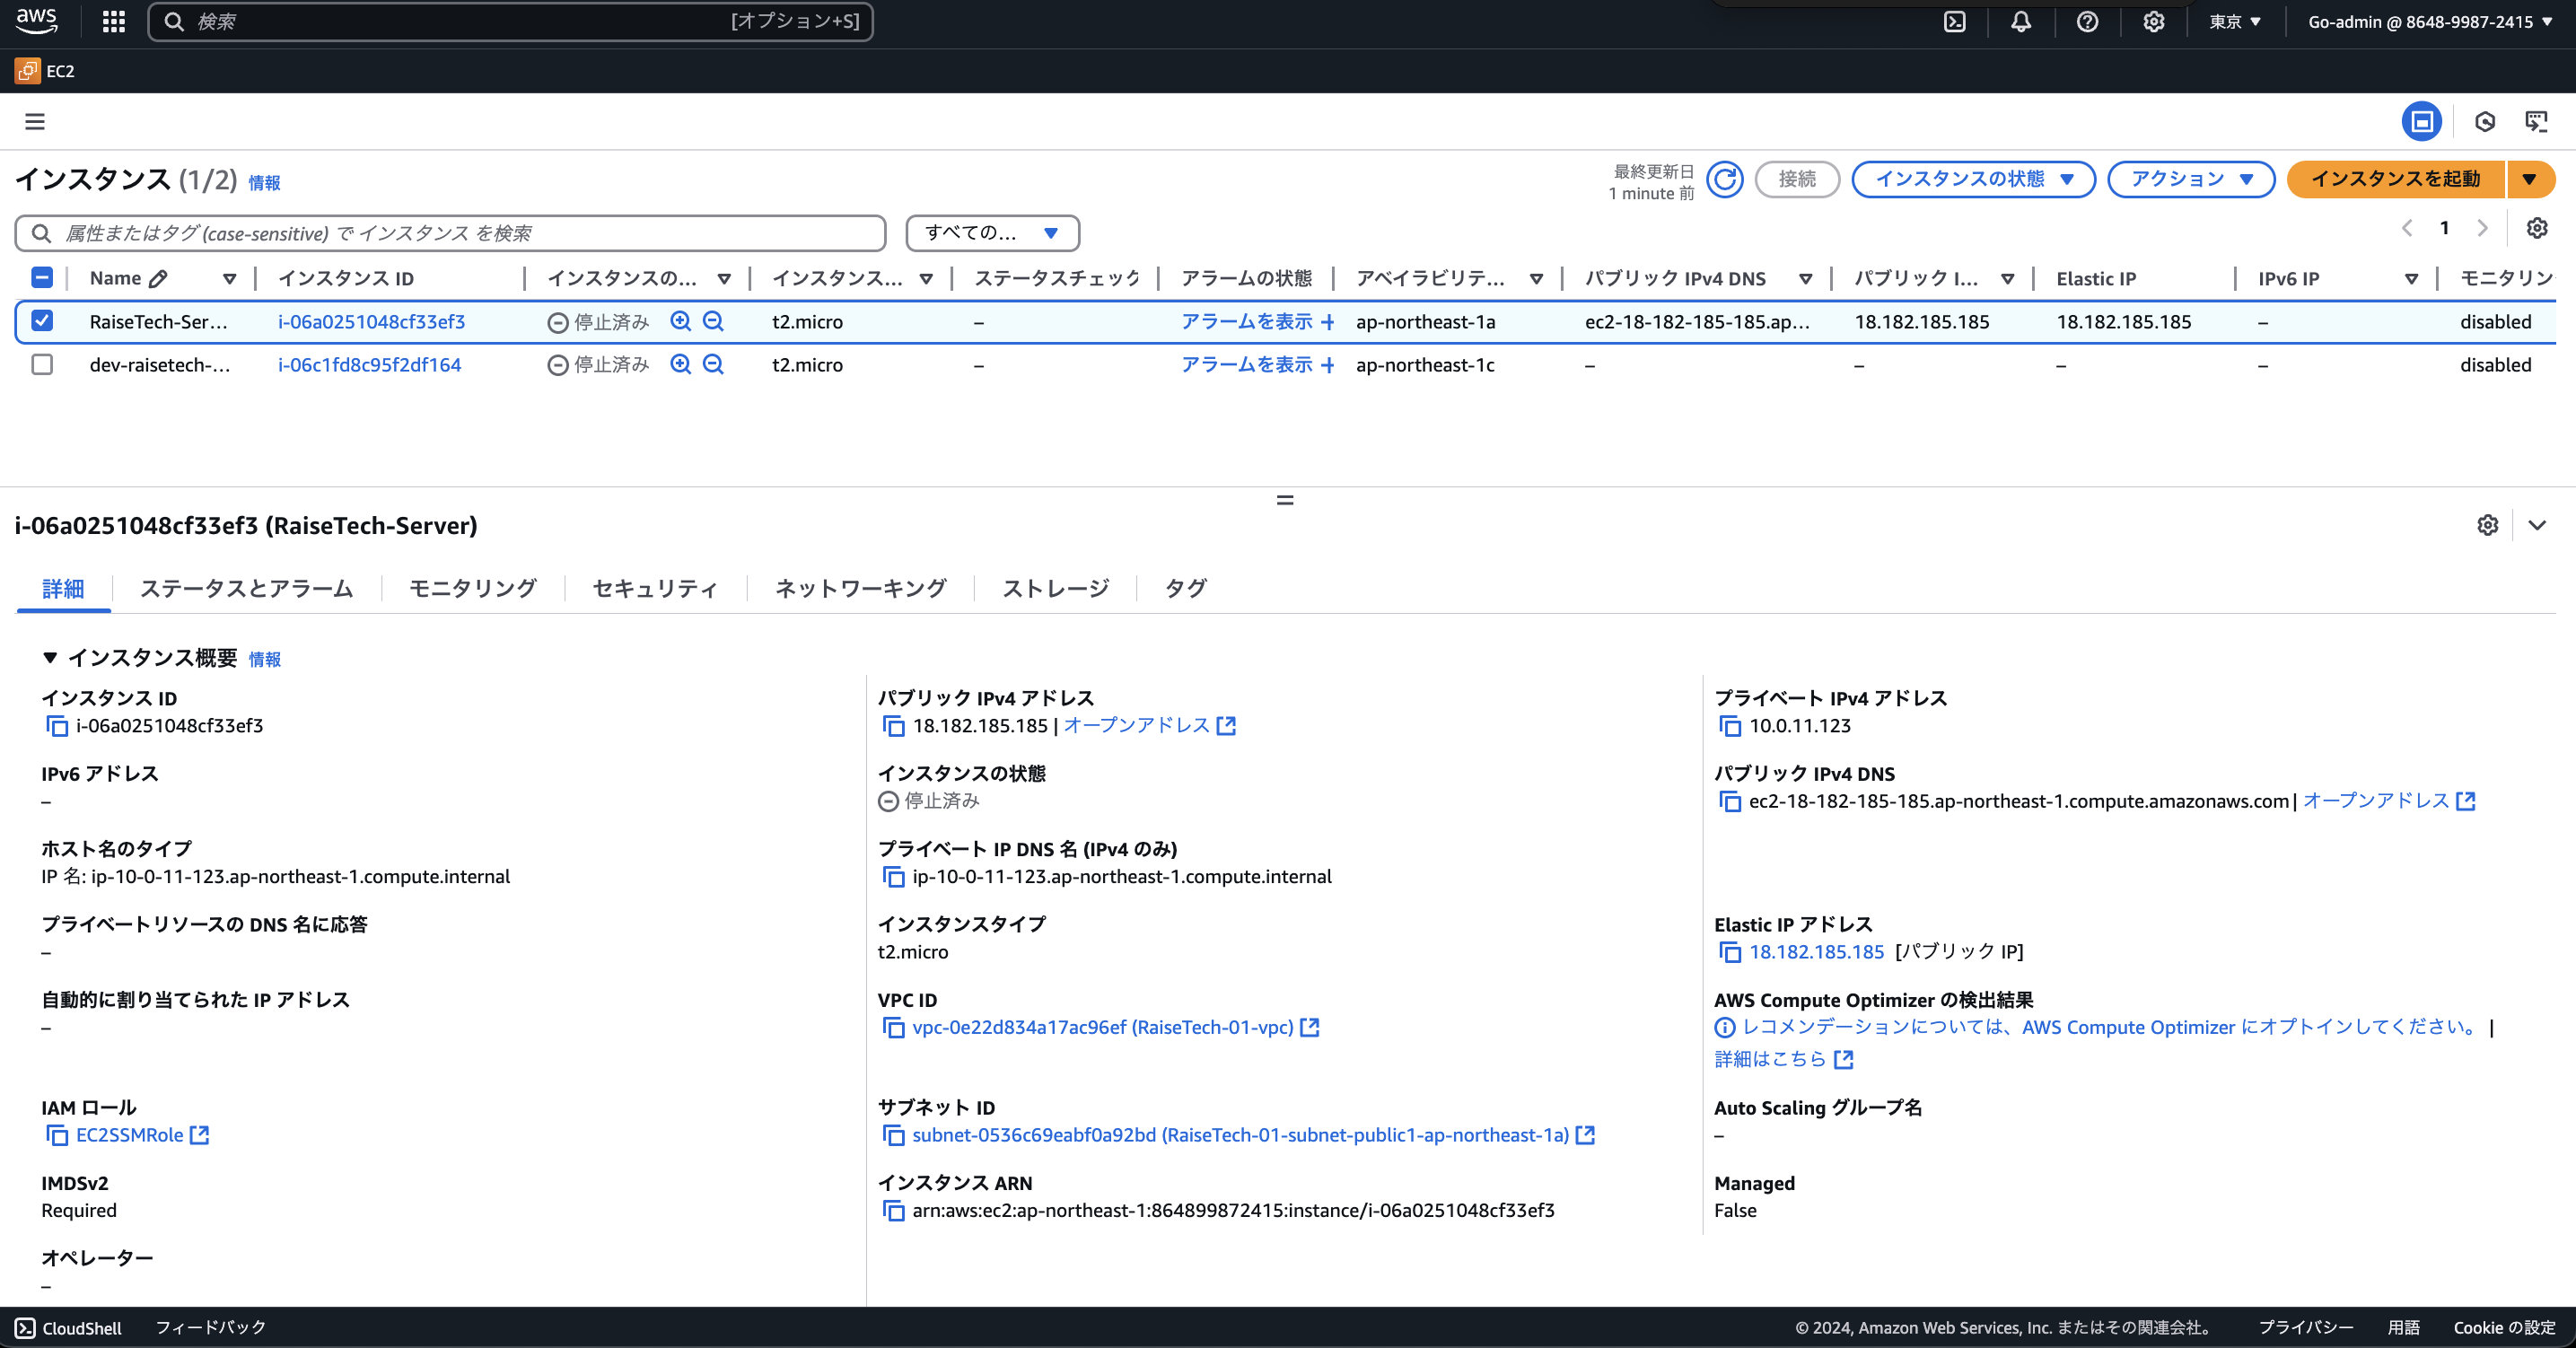 aws
検索
[オプション+S]
東京
Go-admin @ 8648-9987-2415
EC2
インスタンス (1/2) 情報
最終更新日
1 minute 前
接続
インスタンスの状態
アクション
インスタンスを起動
属性またはタグ (case-sensitive) で インスタンス を検索
すべての...
1
Name インスタンス ID インスタンスの... インスタンス... ステータスチェック アラームの状態 アベイラビリテ... パブリック IPv4 DNS パブリック I... Elastic IP IPv6 IP モニタリン
RaiseTech-Ser... i-06a0251048cf33ef3 停止済み t2.micro – アラームを表示 + ap-northeast-1a ec2-18-182-185-185.ap... 18.182.185.185 18.182.185.185 – disabled
dev-raisetech-... i-06c1fd8c95f2df164 停止済み t2.micro – アラームを表示 + ap-northeast-1c – – – – disabled
i-06a0251048cf33ef3 (RaiseTech-Server)
詳細 ステータスとアラーム モニタリング セキュリティ ネットワーキング ストレージ タグ
インスタンス概要 情報
インスタンス ID
i-06a0251048cf33ef3
パブリック IPv4 アドレス
18.182.185.185 | オープンアドレス
プライベート IPv4 アドレス
10.0.11.123
IPv6 アドレス
–
インスタンスの状態
停止済み
パブリック IPv4 DNS
ec2-18-182-185-185.ap-northeast-1.compute.amazonaws.com | オープンアドレス
ホスト名のタイプ
IP 名: ip-10-0-11-123.ap-northeast-1.compute.internal
プライベート IP DNS 名 (IPv4 のみ)
ip-10-0-11-123.ap-northeast-1.compute.internal
プライベートリソースの DNS 名に応答
–
インスタンスタイプ
t2.micro
Elastic IP アドレス
18.182.185.185 [パブリック IP]
自動的に割り当てられた IP アドレス
–
VPC ID
vpc-0e22d834a17ac96ef (RaiseTech-01-vpc)
AWS Compute Optimizer の検出結果
レコメンデーションについては、AWS Compute Optimizer にオプトインしてください。 |
詳細はこちら
IAM ロール
EC2SSMRole
サブネット ID
subnet-0536c69eabf0a92bd (RaiseTech-01-subnet-public1-ap-northeast-1a)
Auto Scaling グループ名
–
IMDSv2
Required
インスタンス ARN
arn:aws:ec2:ap-northeast-1:864899872415:instance/i-06a0251048cf33ef3
Managed
False
オペレーター
–
CloudShell フィードバック
© 2024, Amazon Web Services, Inc. またはその関連会社。 プライバシー 用語 Cookie の設定